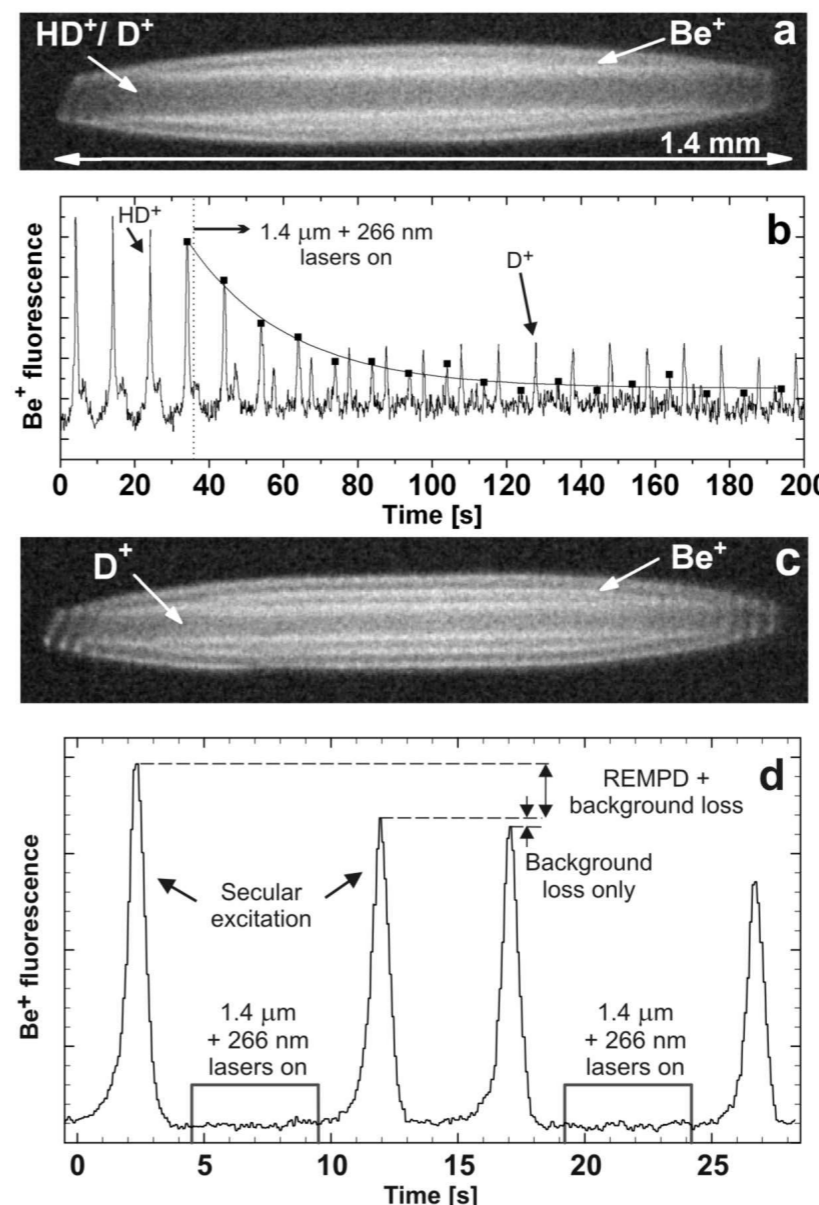 HD⁺/ D⁺
Be⁺
a
1.4 mm
b
HD⁺
1.4 μm + 266 nm
lasers on
D⁺
Be⁺ fluorescence
0 20 40 60 80 100 120 140 160 180 200
Time [s]
D⁺
Be⁺
c
d
REMPD +
background loss
Background
loss only
Secular
excitation
1.4 μm
+ 266 nm
lasers on
1.4 μm
+ 266 nm
lasers on
Be⁺ fluorescence
0 5 10 15 20 25
Time [s]